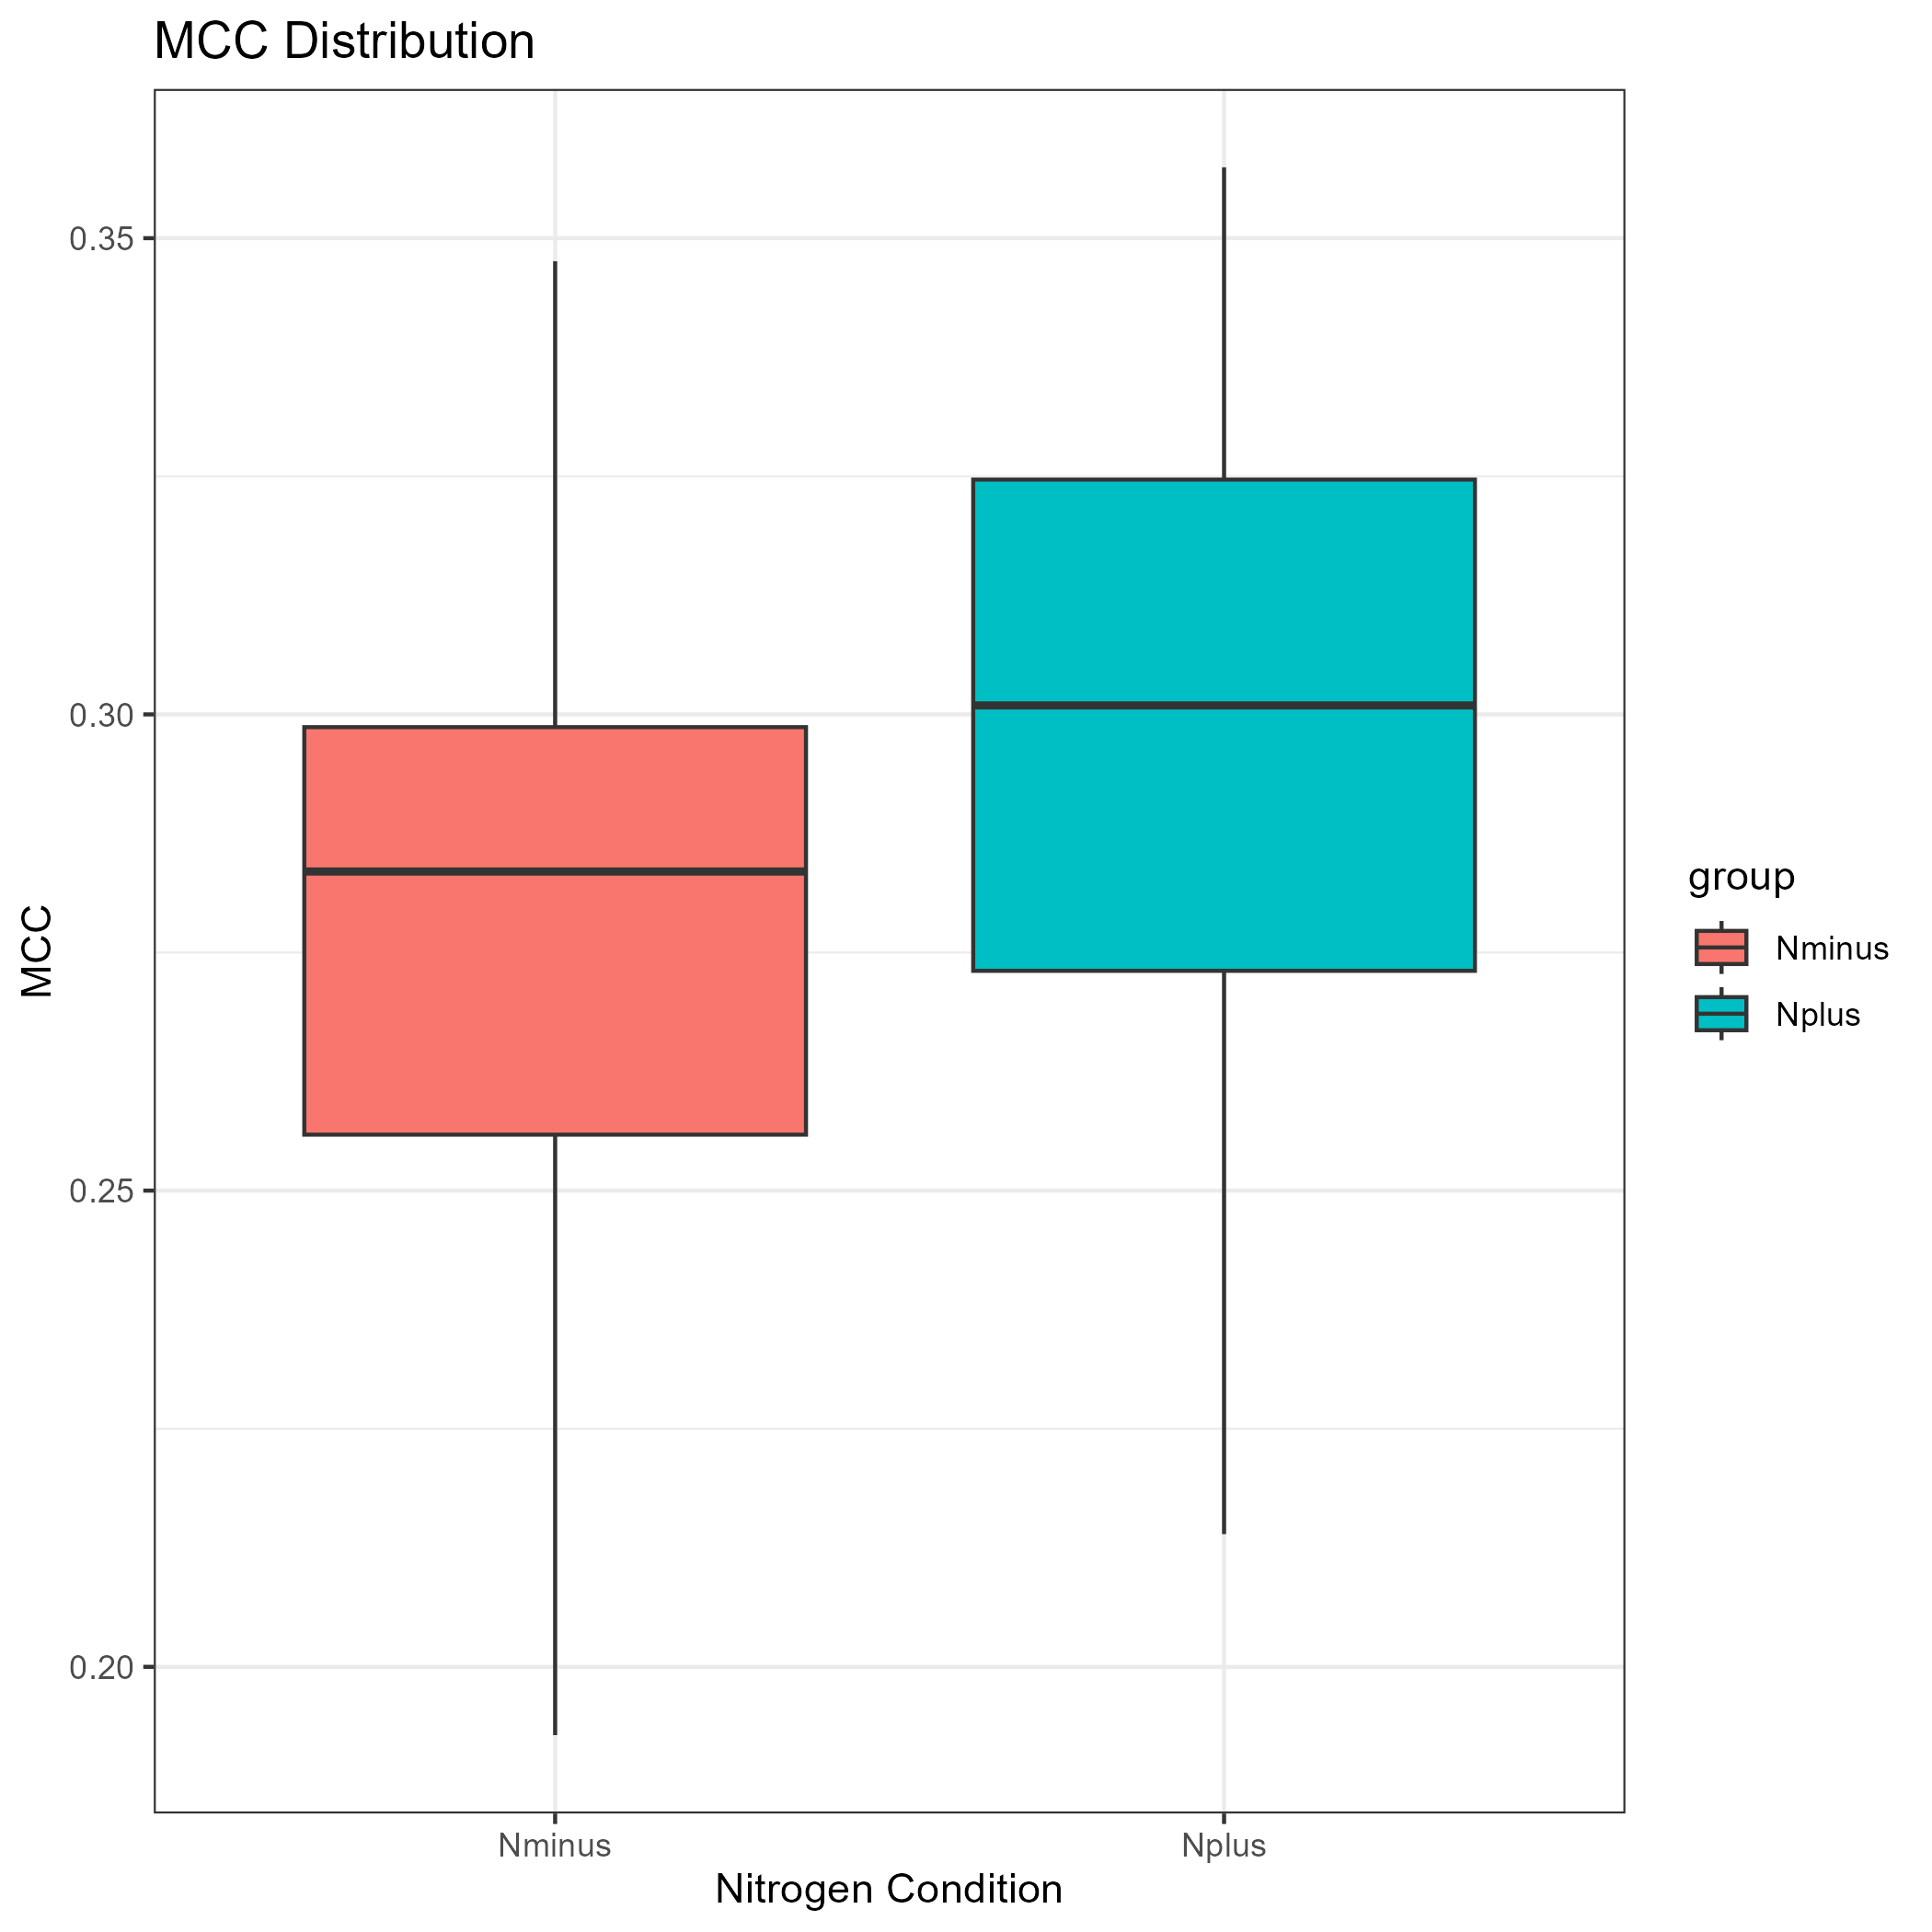 MCC Distribution
MCC
0.35
0.30
0.25
0.20
Nminus
Nplus
Nitrogen Condition
group
Nminus
Nplus